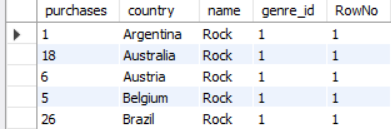 purchases country name genre_id RowNo
1 Argentina Rock 1 1
18 Australia Rock 1 1
6 Austria Rock 1 1
5 Belgium Rock 1 1
26 Brazil Rock 1 1